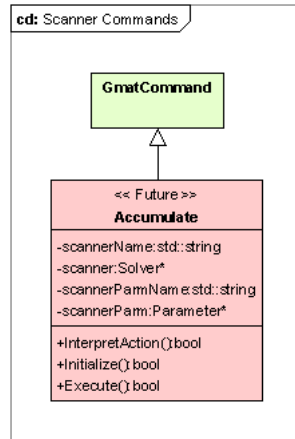 cd: Scanner Commands
GmatCommand
<< Future >>
Accumulate
-scannerName:std::string
-scanner:Solver*
-scannerParmName:std::string
-scannerParm:Parameter*
+InterpretAction():bool
+Initialize():bool
+Execute():bool